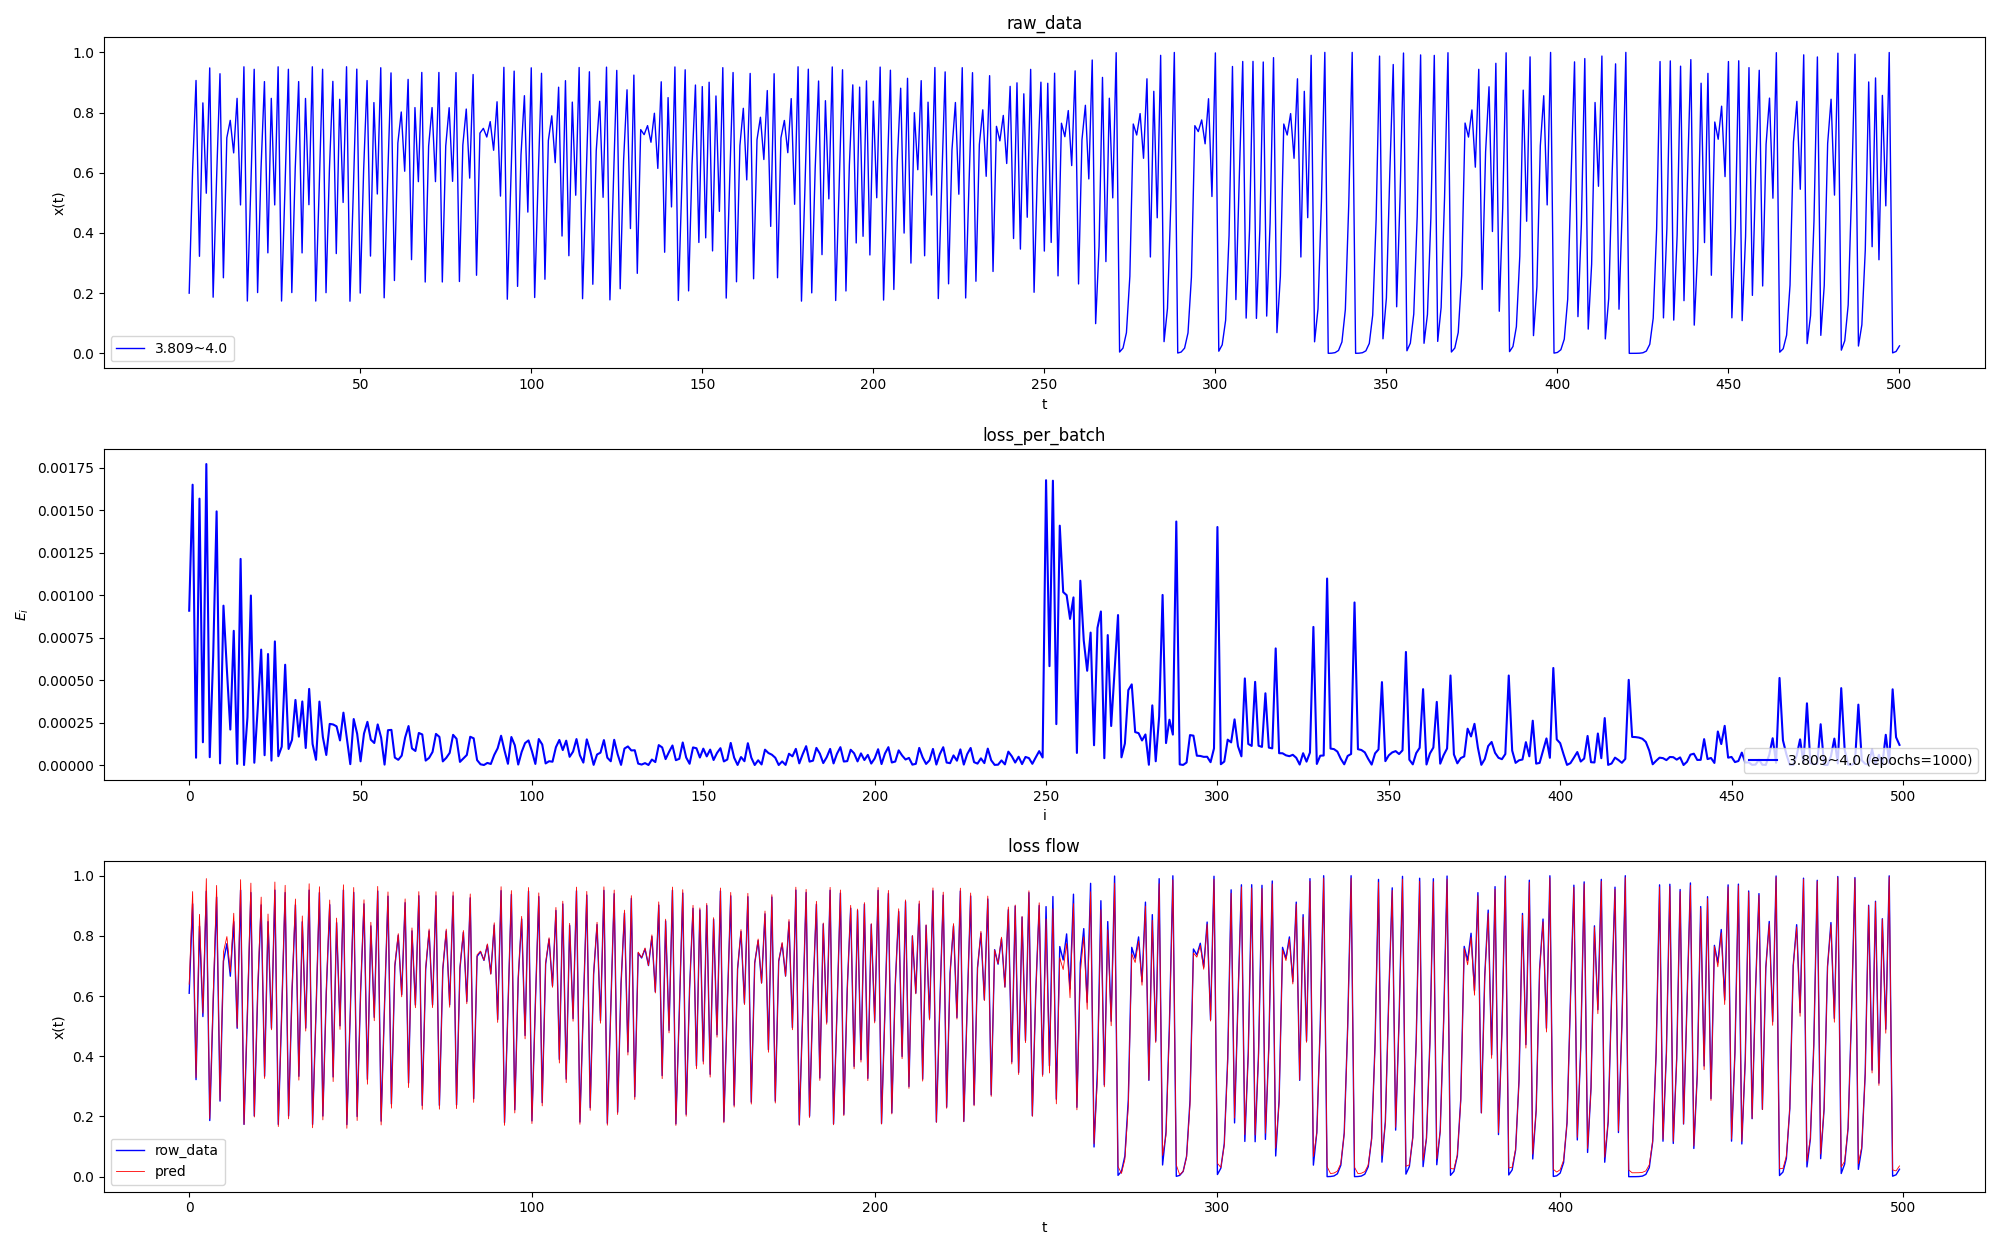 raw_data
1.0
0.8
0.6
0.4
0.2
0.0
x(t)
3.809~4.0
50 100 150 200 250 300 350 400 450 500
t
loss_per_batch
0.00175
0.00150
0.00125
0.00100
0.00075
0.00050
0.00025
0.00000
E_i
3.809~4.0 (epochs=1000)
0 50 100 150 200 250 300 350 400 450 500
i
loss flow
1.0
0.8
0.6
0.4
0.2
0.0
x(t)
row_data
pred
0 100 200 300 400 500
t